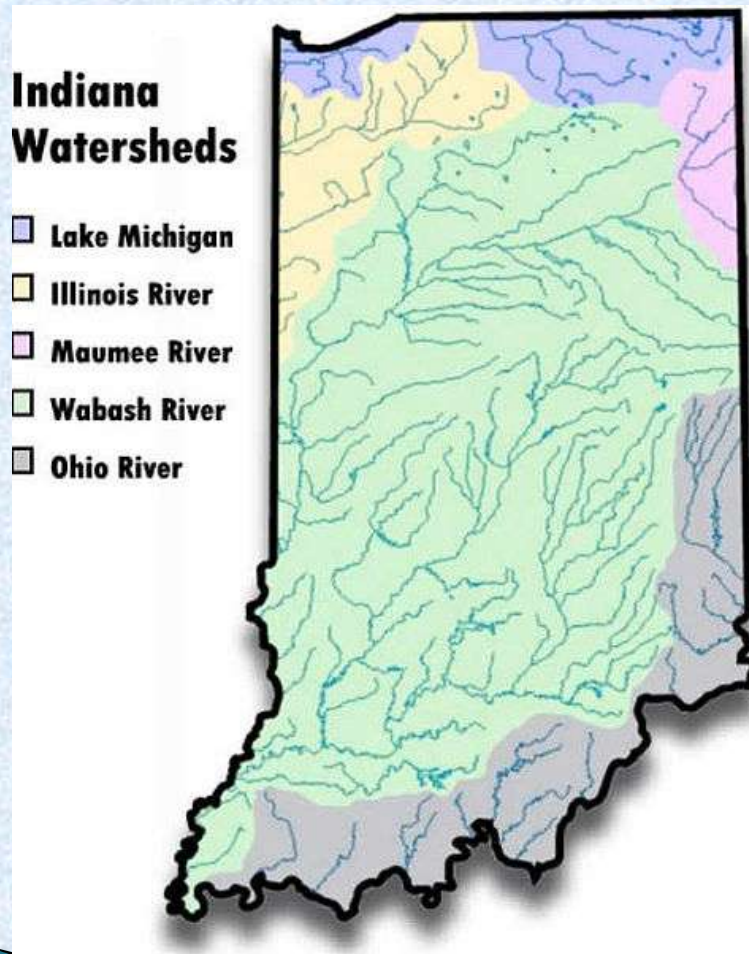 Indiana
Watersheds
Lake Michigan
Illinois River
Maumee River
Wabash River
Ohio River